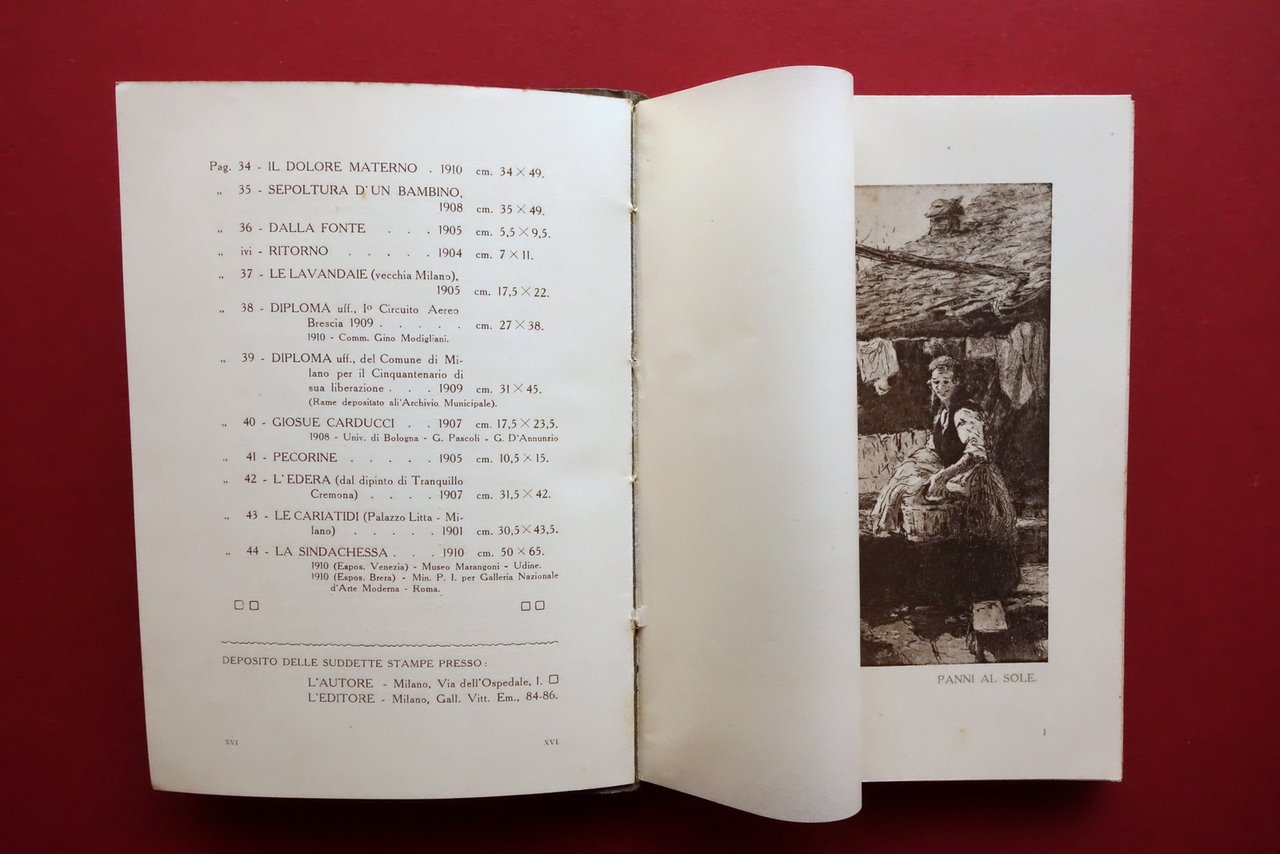 Pag. 34 - IL DOLORE MATERNO . 1910 cm. 34 × 49.
„ 35 - SEPOLTURA D'UN BAMBINO,
1908 cm. 35 × 49.
„ 36 - DALLA FONTE . . . 1905 cm. 5,5 × 9,5.
„ ivi - RITORNO . . . . . 1904 cm. 7 × 11.
„ 37 - LE LAVANDAIE (vecchia Milano),
1905 cm. 17,5 × 22.
„ 38 - DIPLOMA uff., Iº Circuito Aereo
Brescia 1909 . . . . . cm. 27 × 38.
1910 - Comm. Gino Modigliani.
„ 39 - DIPLOMA uff., del Comune di Mi-
lano per il Cinquantenario di
sua liberazione . . . 1909 cm. 31 × 45.
(Rame depositato all'Archivio Municipale).
„ 40 - GIOSUE CARDUCCI . . 1907 cm. 17,5 × 23,5.
1908 - Univ. di Bologna - G. Pascoli - G. D'Annunzio
„ 41 - PECORINE . . . . . 1905 cm. 10,5 × 15.
„ 42 - L'EDERA (dal dipinto di Tranquillo
Cremona) . . . . 1907 cm. 31,5 × 42.
„ 43 - LE CARIATIDI (Palazzo Litta - Mi-
lano) . . . . . 1901 cm. 30,5 × 43,5.
„ 44 - LA SINDACHESSA . . . 1910 cm. 50 × 65.
1910 (Espos. Venezia) - Museo Marangoni - Udine.
1910 (Espos. Brera) - Min. P. I. per Galleria Nazionale
d'Arte Moderna - Roma.
DEPOSITO DELLE SUDDETTE STAMPE PRESSO:
L'AUTORE - Milano, Via dell'Ospedale, 1.
L'EDITORE - Milano, Gall. Vitt. Em., 84-86.
XVI XVI
PANNI AL SOLE.
1